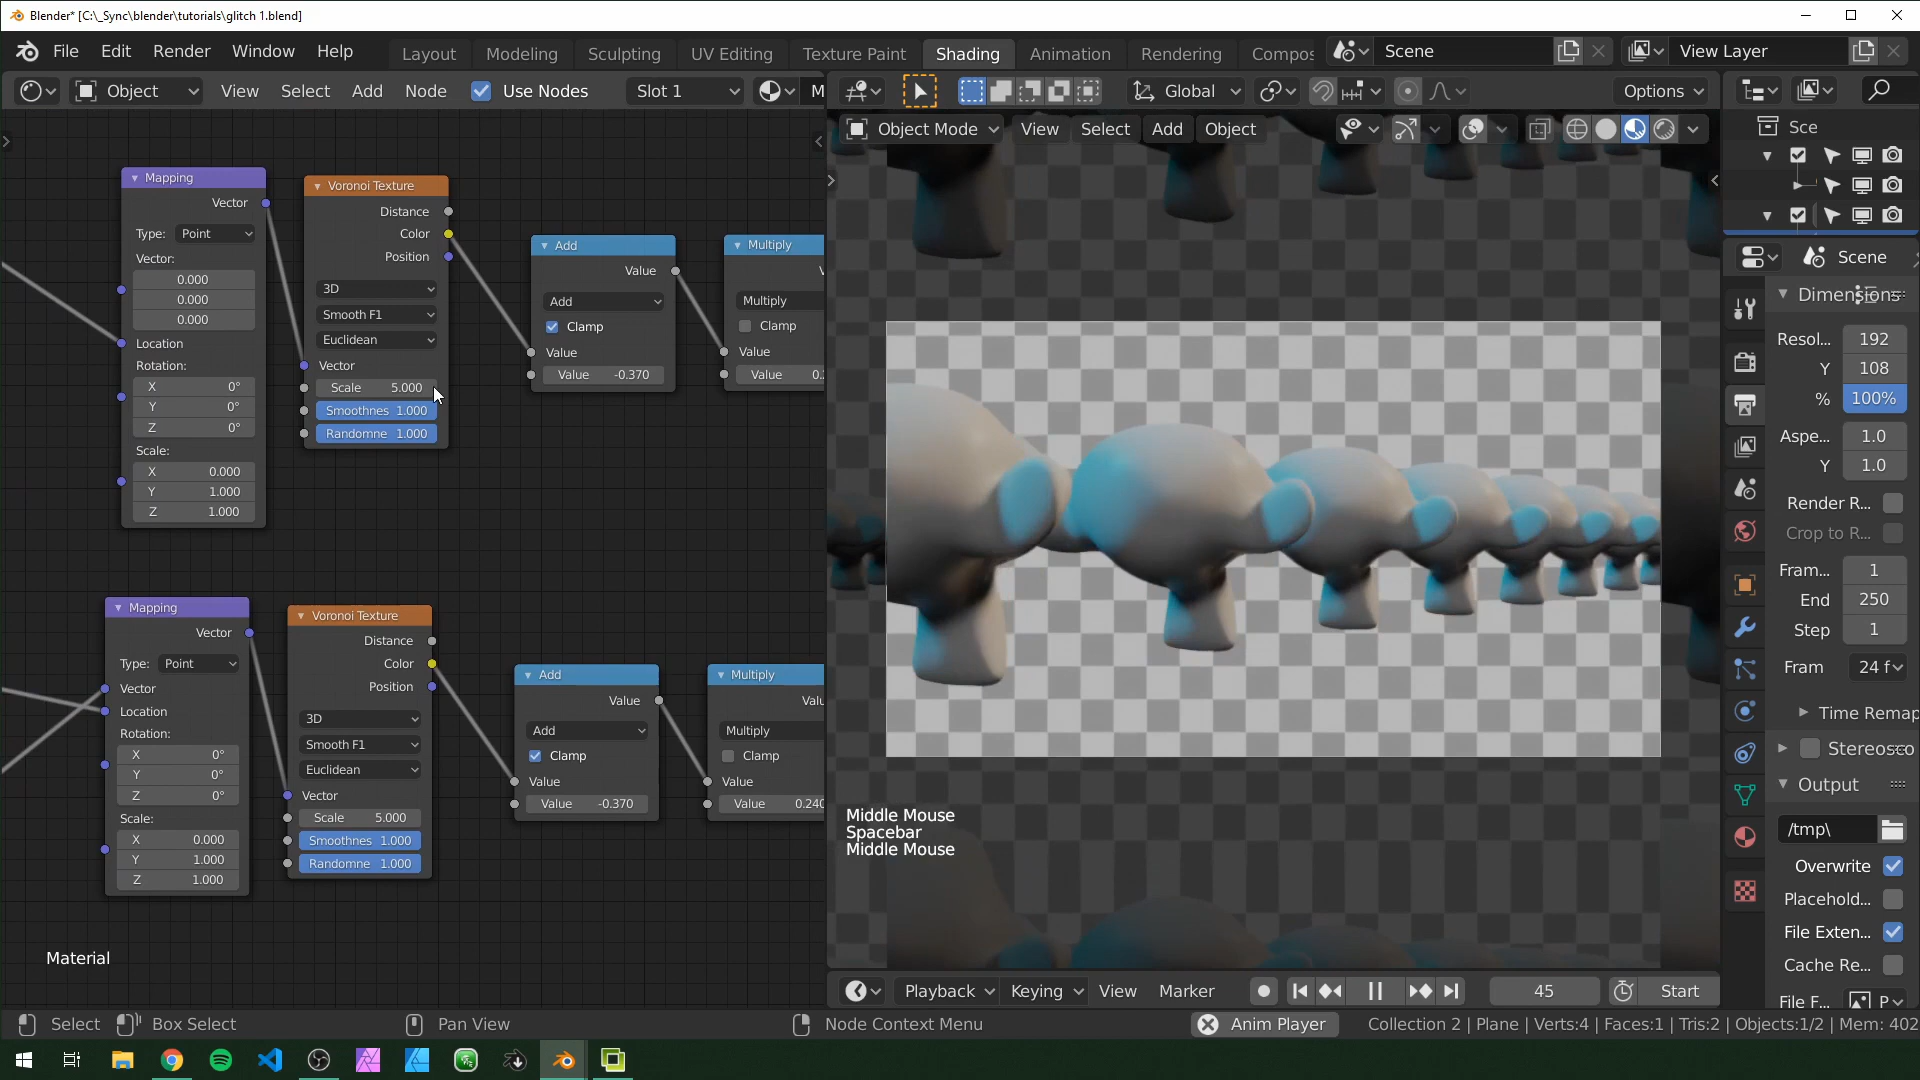 Blender* [C:\_Sync\blender\tutorials\glitch 1.blend]
File Edit Render Window Help
Layout Modeling Sculpting UV Editing Texture Paint Shading Animation Rendering Compos
Scene
View Layer
Object View Select Add Node Use Nodes Slot 1 M
Global
Options
Object Mode View Select Add Object
Sce
Mapping
Vector
Type: Point
Vector:
0.000
0.000
0.000
Location
Rotation:
X 0°
Y 0°
Z 0°
Scale:
X 0.000
Y 1.000
Z 1.000
Voronoi Texture
Distance
Color
Position
3D
Smooth F1
Euclidean
Vector
Scale 5.000
Smoothnes 1.000
Randomne 1.000
Add
Value
Add
Clamp
Value
Value -0.370
Multiply
Multiply
Clamp
Value
Value
Mapping
Vector
Type: Point
Vector
Location
Rotation:
X 0°
Y 0°
Z 0°
Scale:
X 0.000
Y 1.000
Z 1.000
Voronoi Texture
Distance
Color
Position
3D
Smooth F1
Euclidean
Vector
Scale 5.000
Smoothnes 1.000
Randomne 1.000
Add
Value
Add
Clamp
Value
Value -0.370
Multiply
Valu
Multiply
Clamp
Value
Value 0.240
Material
Middle Mouse
Spacebar
Middle Mouse
Scene
Dimensions
Resol... 192
Y 108
% 100%
Aspe... 1.0
Y 1.0
Render R...
Crop to R...
Fram... 1
End 250
Step 1
Fram 24 f
Time Remap
Stereosco
Output
/tmp\
Overwrite
Placehold...
File Exten...
Cache Re...
File F... P
Playback Keying View Marker 45 Start
Select Box Select Pan View Node Context Menu Anim Player Collection 2 | Plane | Verts:4 | Faces:1 | Tris:2 | Objects:1/2 | Mem: 402